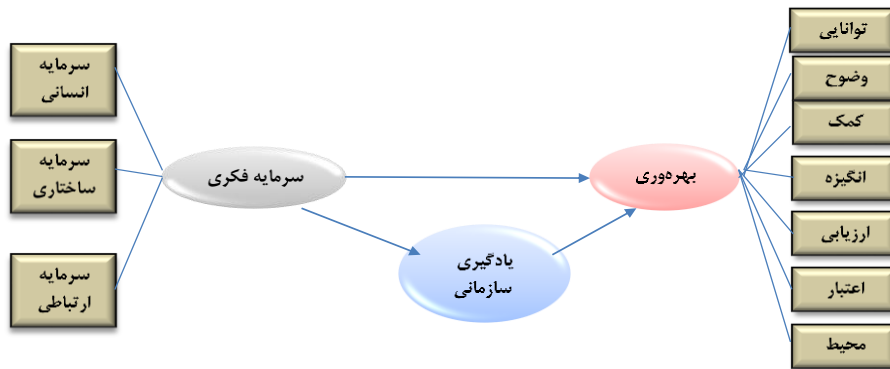 توانایی
وضوح
کمک
انگیزه
ارزیابی
اعتبار
محیط
بهره‌وری
یادگیری
سازمانی
سرمایه فکری
سرمایه
انسانی
سرمایه
ساختاری
سرمایه
ارتباطی